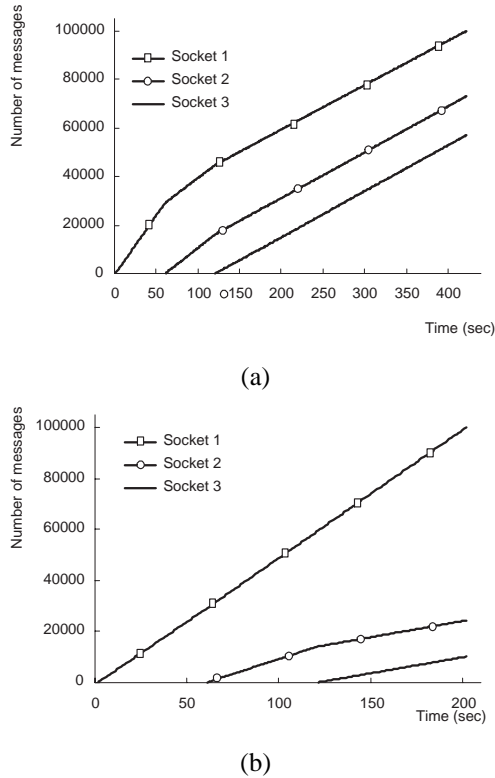 Number of messages
100000
80000
60000
40000
20000
0
Socket 1
Socket 2
Socket 3
0 50 100 150 200 250 300 350 400
Time (sec)
(a)
Number of messages
100000
80000
60000
40000
20000
0
Socket 1
Socket 2
Socket 3
0 50 100 150 200
Time (sec)
(b)